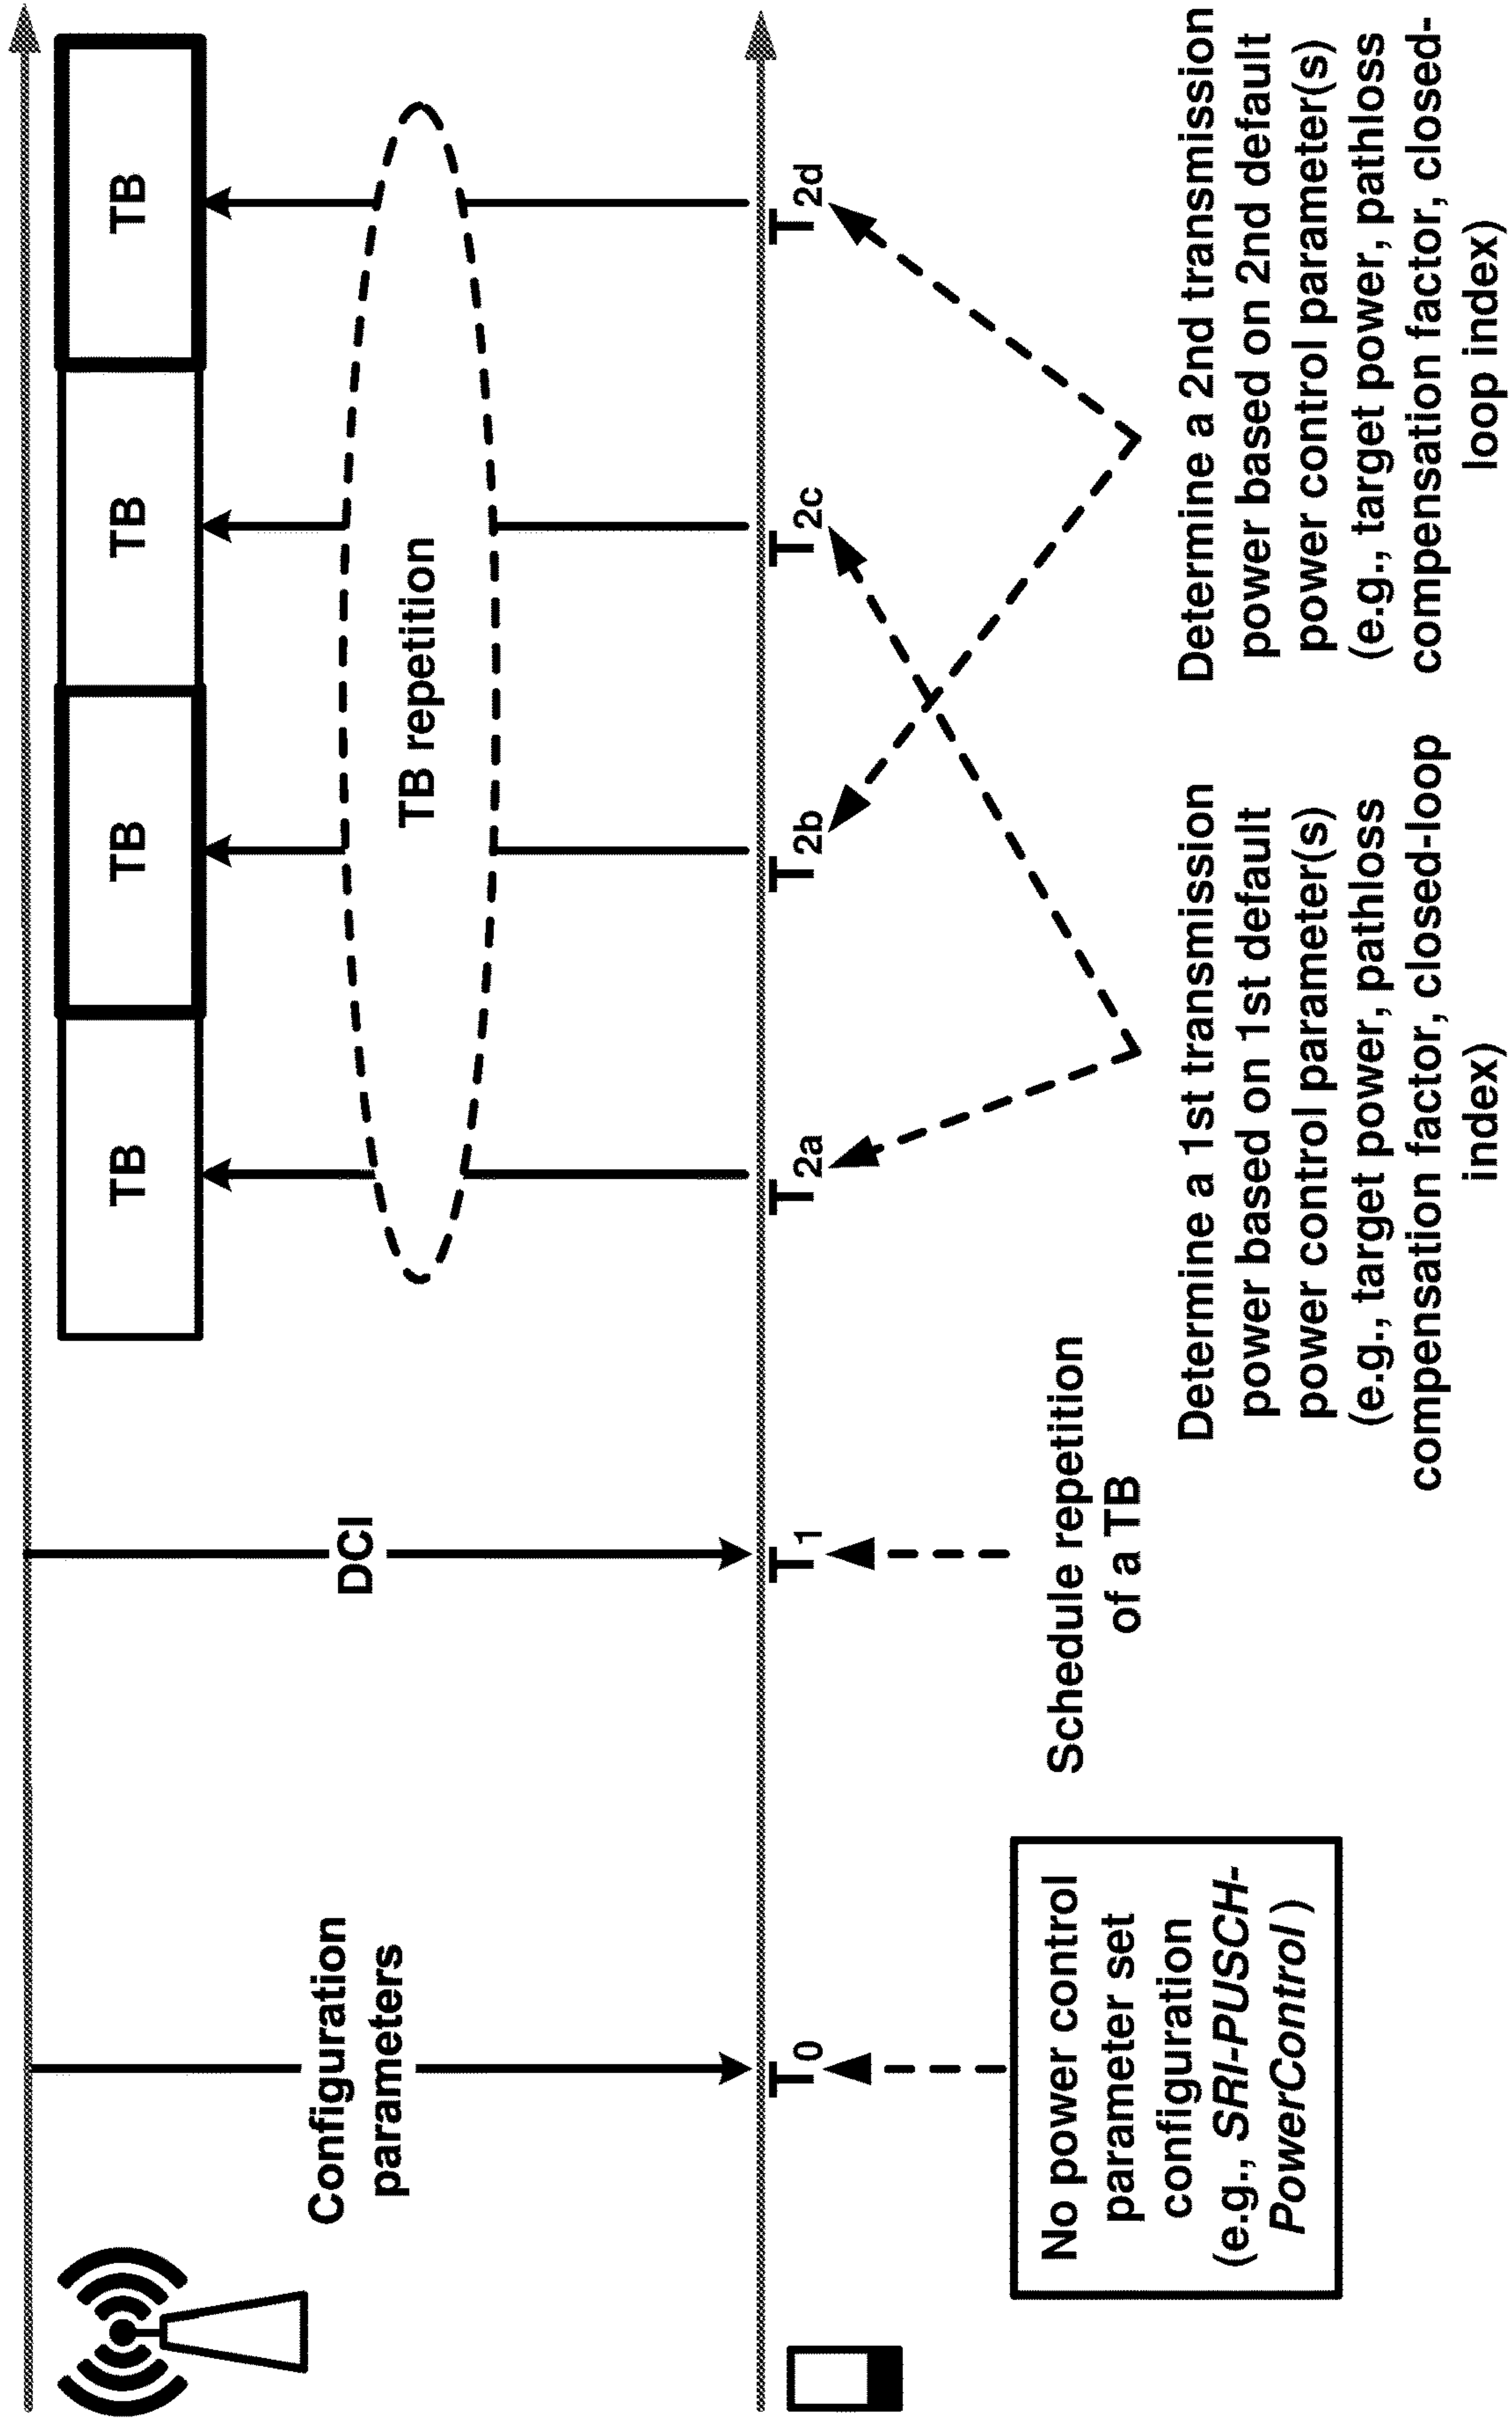 TB
TB
TB
TB
TB repetition
Configuration
parameters
DCI
T0
T1
T2a
T2b
T2c
T2d
No power control
parameter set
configuration
(e.g., SRI-PUSCH-
PowerControl)
Schedule repetition
of a TB
Determine a 1st transmission
power based on 1st default
power control parameter(s)
(e.g., target power, pathloss
compensation factor, closed-loop
index)
Determine a 2nd transmission
power based on 2nd default
power control parameter(s)
(e.g., target power, pathloss
compensation factor, closed-
loop index)